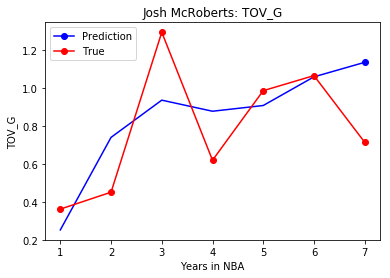 Josh McRoberts: TOV_G
Prediction
True
TOV_G
1.2
1.0
0.8
0.6
0.4
0.2
1 2 3 4 5 6 7
Years in NBA